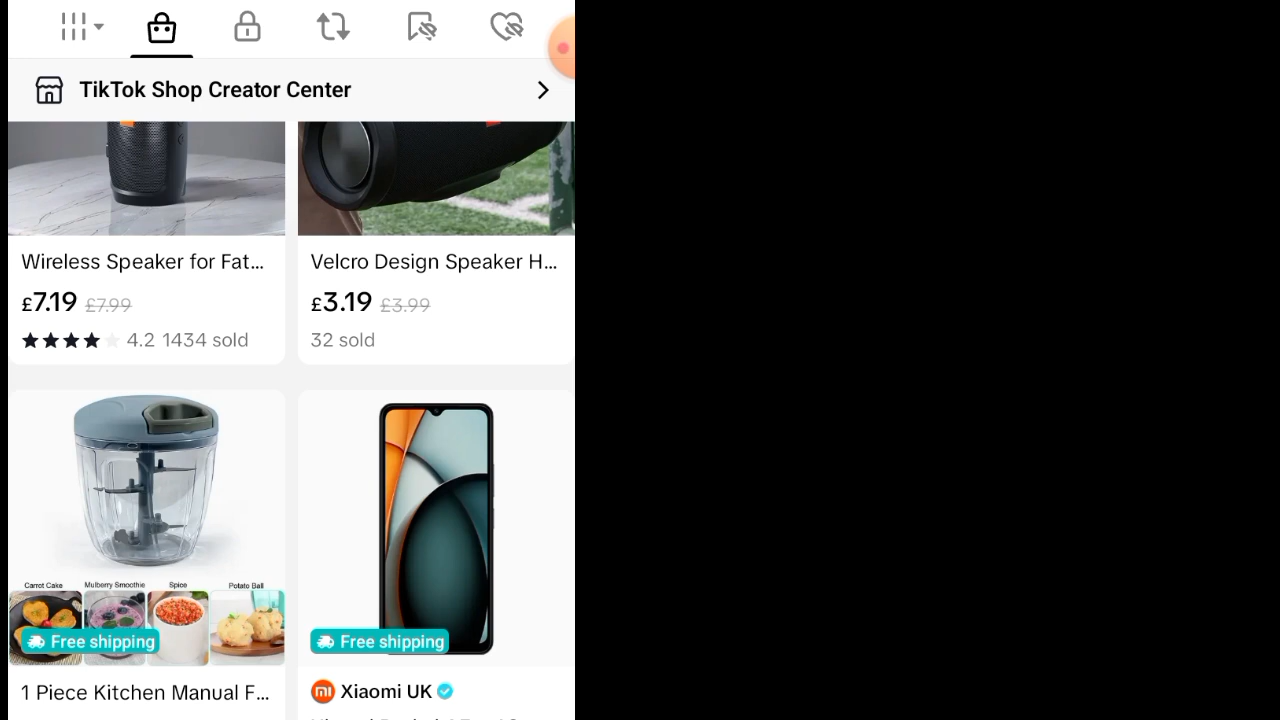 TikTok Shop Creator Center
Wireless Speaker for Fat...
£7.19 £7.99
4.2 1434 sold
Velcro Design Speaker H...
£3.19 £3.99
32 sold
Carrot Cake
Mulberry Smoothie
Spice
Potato Ball
Free shipping
1 Piece Kitchen Manual F...
Free shipping
mi Xiaomi UK